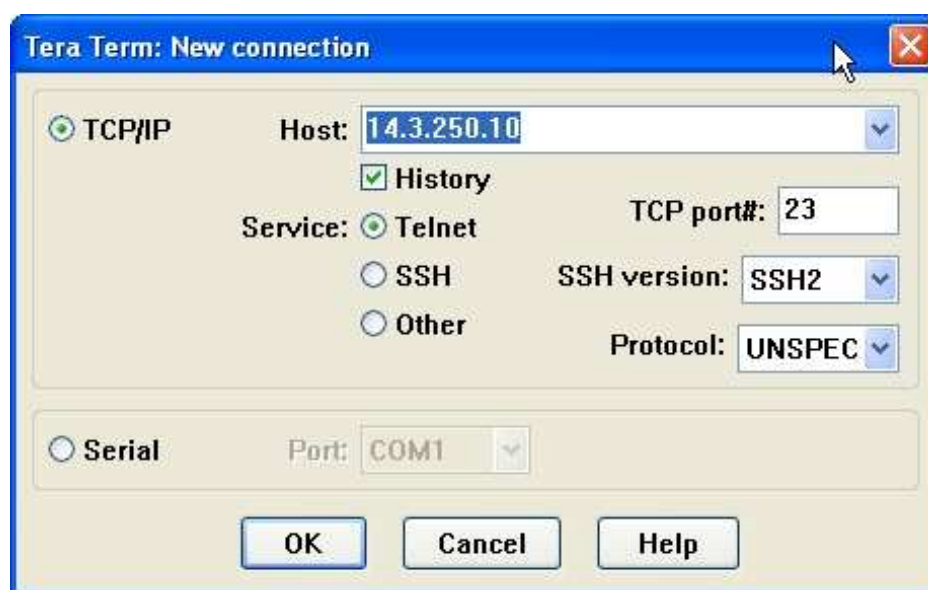 Tera Term: New connection
TCP/IP
Host: 14.3.250.10
History
Service: Telnet
TCP port#: 23
SSH
SSH version: SSH2
Other
Protocol: UNSPEC
Serial
Port: COM1
OK
Cancel
Help